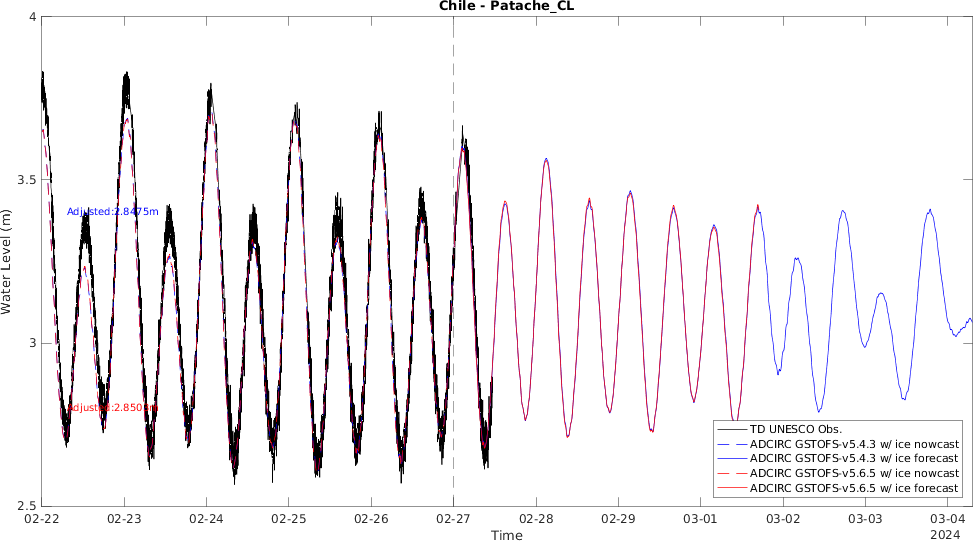 Chile - Patache_CL
4
3.5
3
2.5
Water Level (m)
Adjusted:2.8475m
02-22
02-23
02-24
02-25
02-26
02-27
02-28
02-29
03-01
03-02
03-03
03-04
2024
Time
TD UNESCO Obs.
ADCIRC GSTOFS-v5.4.3 w/ ice nowcast
ADCIRC GSTOFS-v5.4.3 w/ ice forecast
ADCIRC GSTOFS-v5.6.5 w/ ice nowcast
ADCIRC GSTOFS-v5.6.5 w/ ice forecast